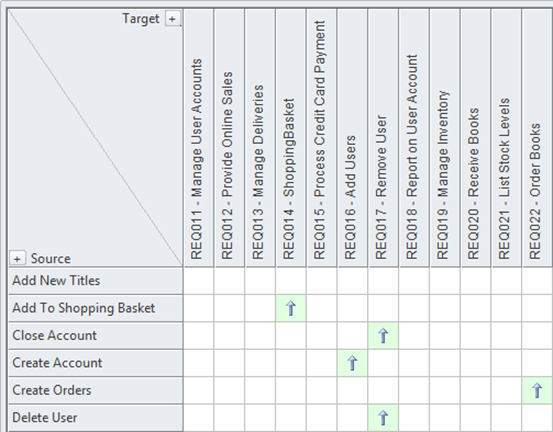 Target +
REQ011 - Manage User Accounts
REQ012 - Provide Online Sales
REQ013 - Manage Deliveries
REQ014 - ShoppingBasket
REQ015 - Process Credit Card Payment
REQ016 - Add Users
REQ017 - Remove User
REQ018 - Report on User Account
REQ019 - Manage Inventory
REQ020 - Receive Books
REQ021 - List Stock Levels
REQ022 - Order Books
+ Source
Add New Titles
Add To Shopping Basket
Close Account
Create Account
Create Orders
Delete User